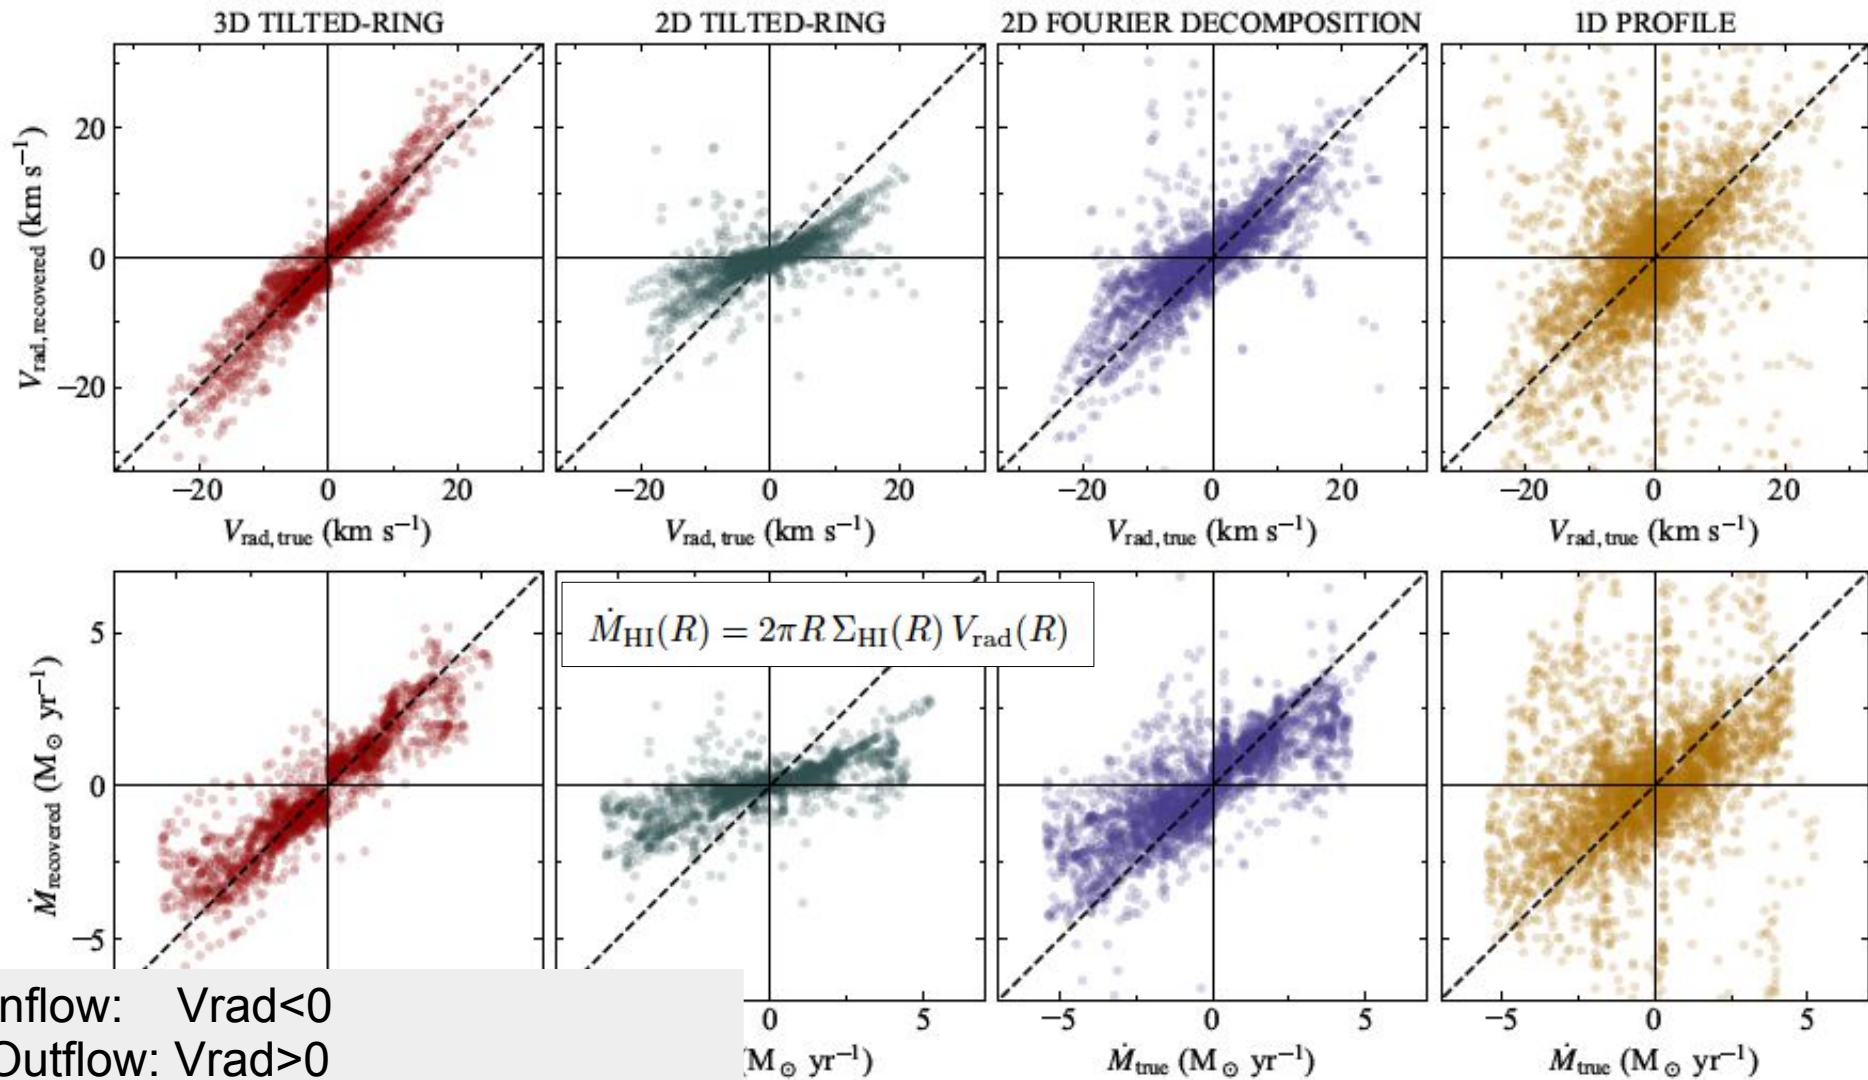 3D TILTED-RING 2D TILTED-RING 2D FOURIER DECOMPOSITION 1D PROFILE
V_rad, recovered (km s⁻¹)
20
0
−20
−20 0 20 −20 0 20 −20 0 20 −20 0 20
V_rad, true (km s⁻¹) V_rad, true (km s⁻¹) V_rad, true (km s⁻¹) V_rad, true (km s⁻¹)
Ṁ_HI(R) = 2πR Σ_HI(R) V_rad(R)
Ṁ_recovered (M⊙ yr⁻¹)
5
0
−5
nflow: Vrad<0
Outflow: Vrad>0
0 5 −5 0 5 −5 0 5
(M⊙ yr⁻¹) Ṁ_true (M⊙ yr⁻¹) Ṁ_true (M⊙ yr⁻¹)